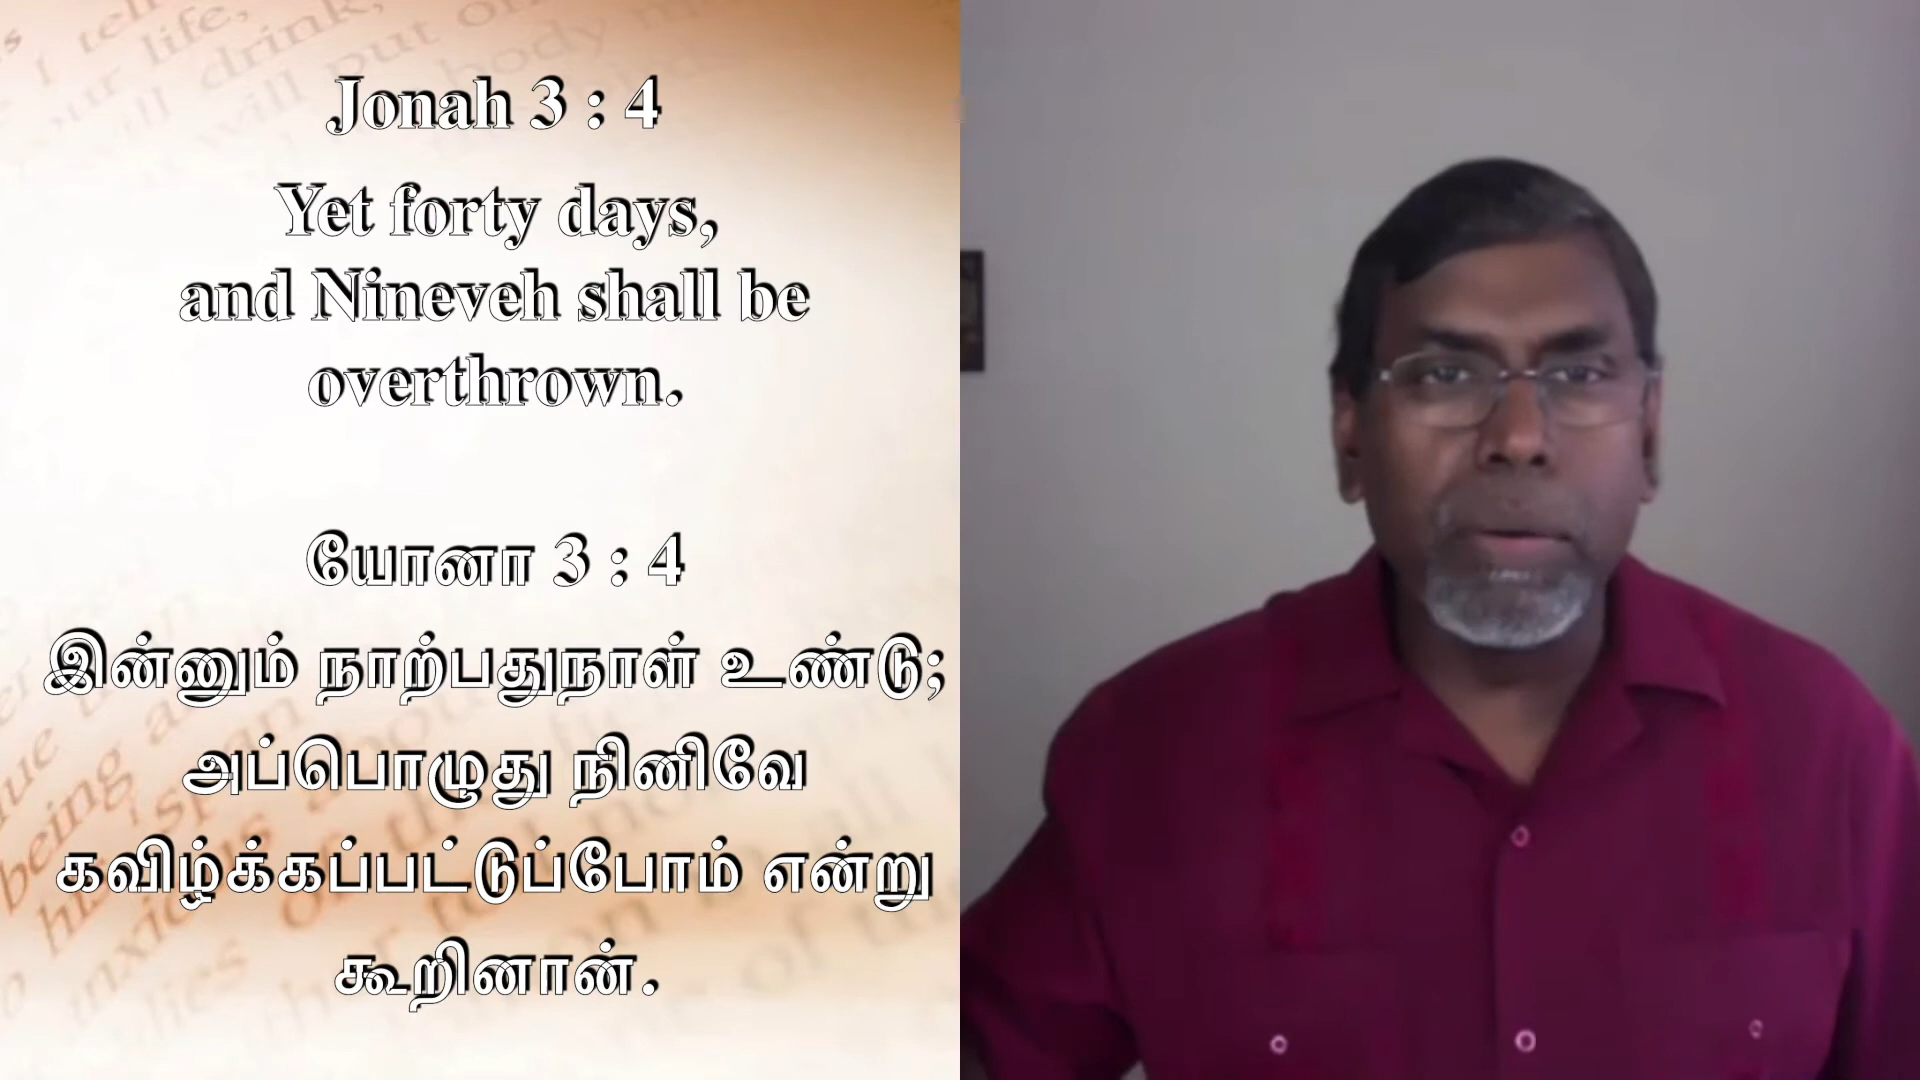 Jonah 3 : 4
Yet forty days,
and Nineveh shall be
overthrown.
யோனா 3 : 4
இன்னும் நாற்பதுநாள் உண்டு;
அப்பொழுது நினிவே
கவிழ்க்கப்பட்டுப்போம் என்று
கூறினான்.